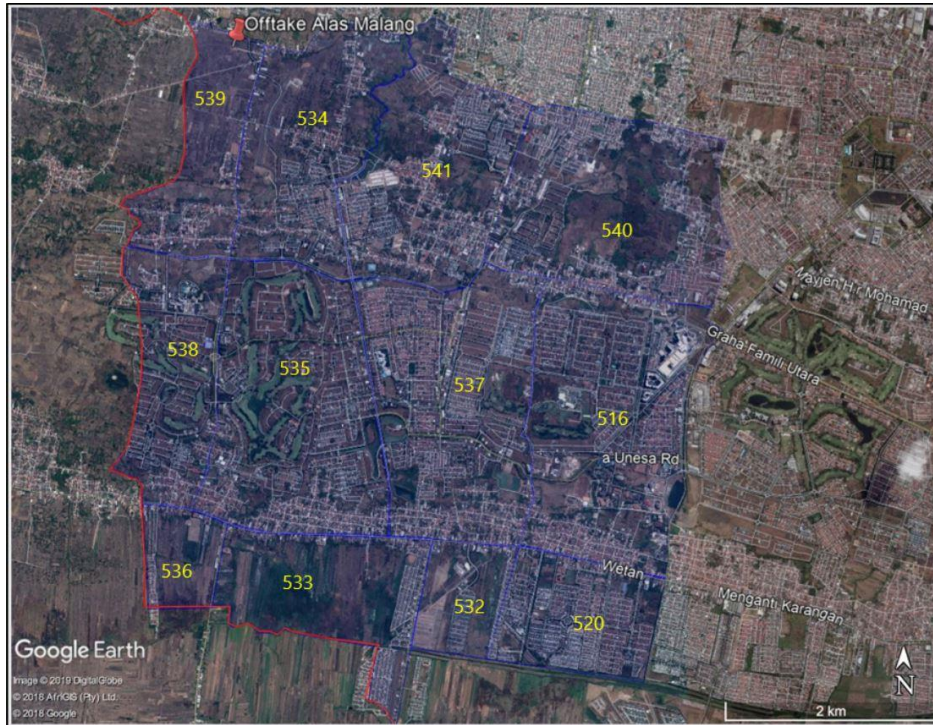 Offtake Alas Malang
539
534
541
540
Mayjen H r Mohamad
Graha Famili Utara
538
535
537
516
a Unesa Rd
536
533
532
Wetan
520
Menganti Karangan
Google Earth
Image © 2019 DigitalGlobe
© 2018 AfriGIS (Pty) Ltd.
© 2018 Google
N
2 km